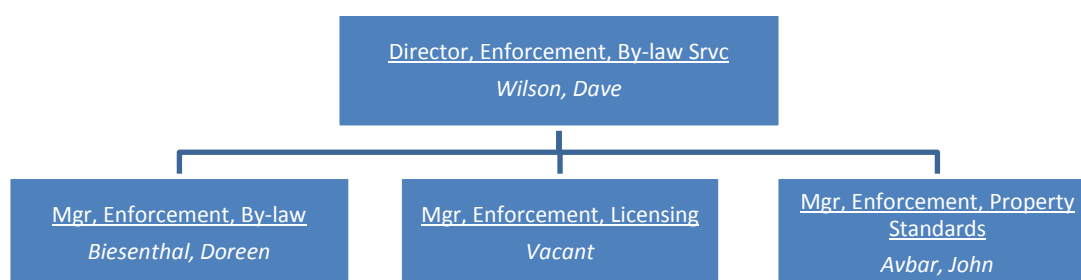 Director, Enforcement, By-law Srvc
Wilson, Dave
Mgr, Enforcement, By-law
Biesenthal, Doreen
Mgr, Enforcement, Licensing
Vacant
Mgr, Enforcement, Property
Standards
Avbar, John